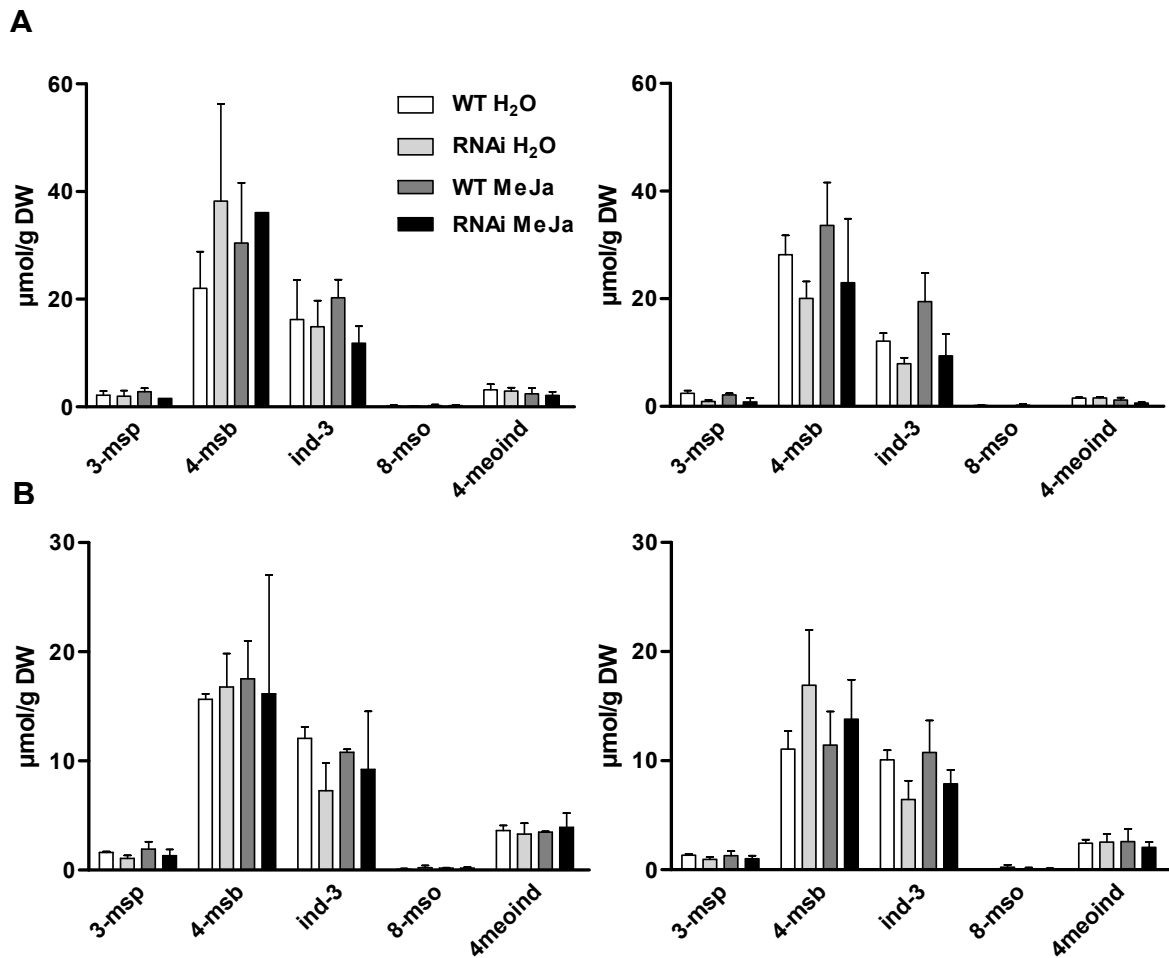 A
60
40
20
0
µmol/g DW
WT H₂O
RNAi H₂O
WT MeJa
RNAi MeJa
3-msp
4-msb
ind-3
8-mso
4-meoind
60
40
20
0
µmol/g DW
3-msp
4-msb
ind-3
8-mso
4-meoind
B
30
20
10
0
µmol/g DW
3-msp
4-msb
ind-3
8-mso
4meoind
30
20
10
0
µmol/g DW
3-msp
4-msb
ind-3
8-mso
4meoind